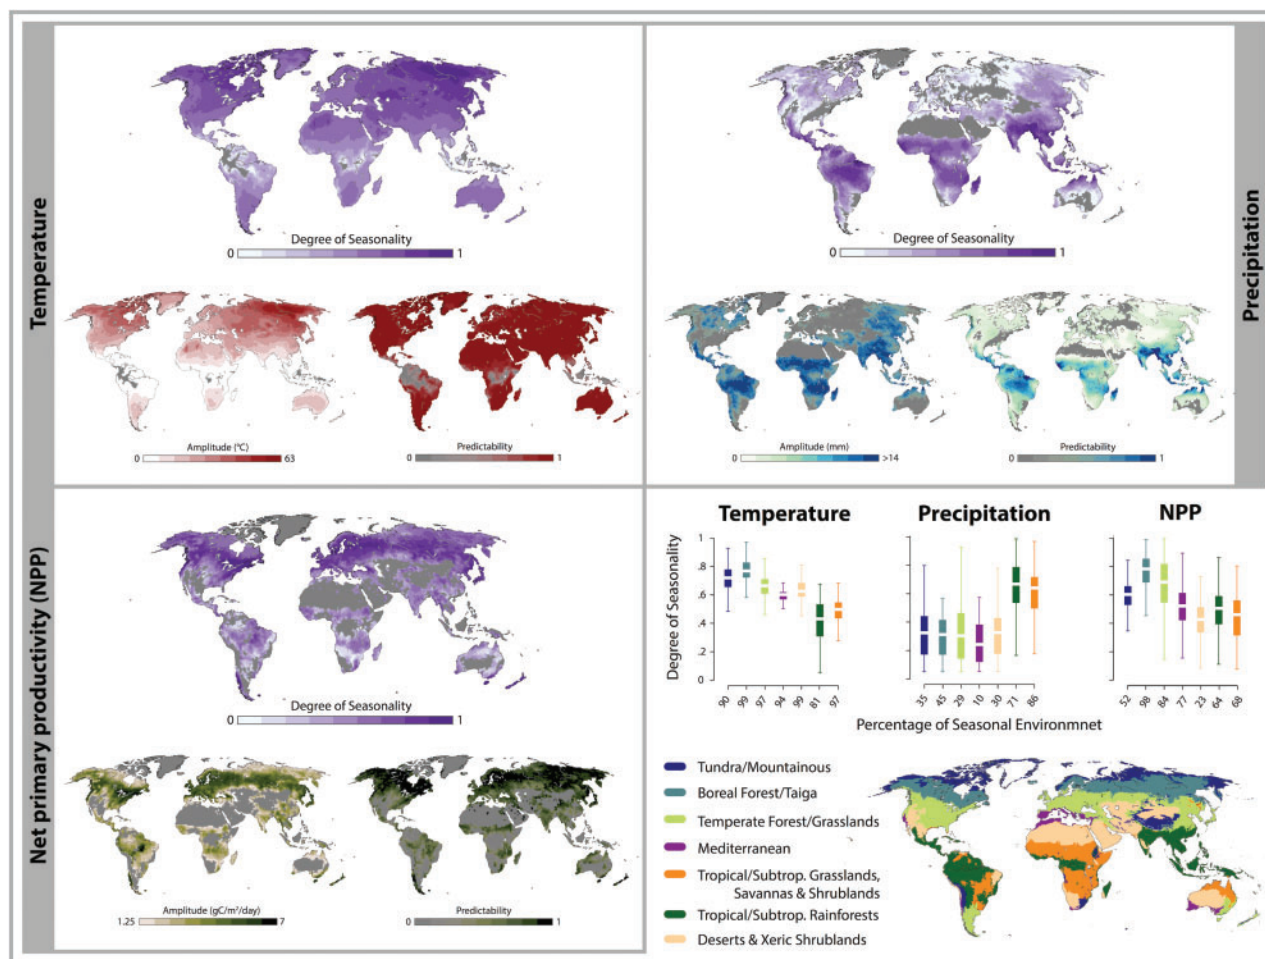 Temperature
Degree of Seasonality
0 1
Amplitude (°C)
0 63
Predictability
0 1
Precipitation
Degree of Seasonality
0 1
Amplitude (mm)
0 >14
Predictability
0 1
Net primary productivity (NPP)
Degree of Seasonality
0 1
Amplitude (gC/m²/day)
1.25 7
Predictability
0 1
Temperature Precipitation NPP
Degree of Seasonality
1
.8
.6
.4
.2
0
90 99 97 94 99 81 97
35 45 29 10 30 71 86
52 98 84 77 23 64 68
Percentage of Seasonal Environmnet
Tundra/Mountainous
Boreal Forest/Taiga
Temperate Forest/Grasslands
Mediterranean
Tropical/Subtrop. Grasslands,
Savannas & Shrublands
Tropical/Subtrop. Rainforests
Deserts & Xeric Shrublands